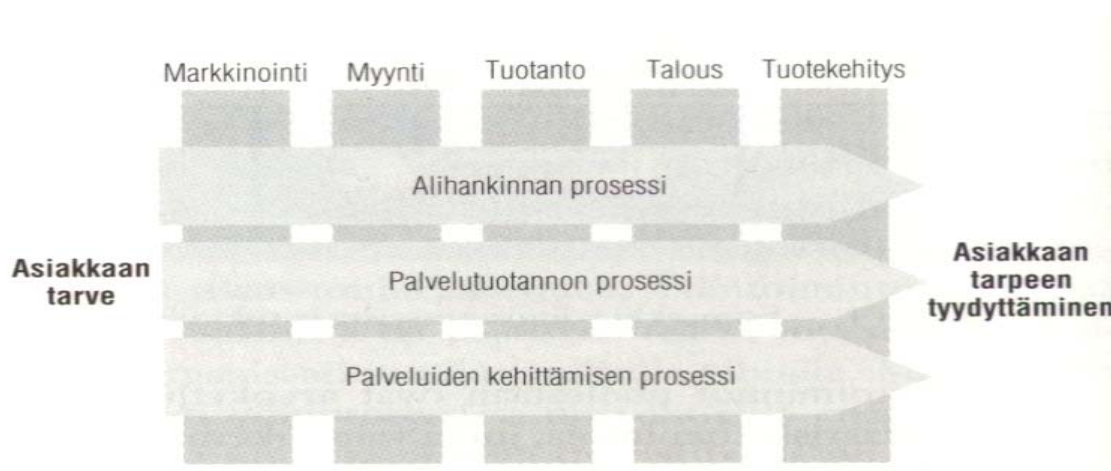 Markkinointi Myynti Tuotanto Talous Tuotekehitys
Alihankinnan prosessi
Asiakkaan
tarve
Palvelutuotannon prosessi
Asiakkaan
tarpeen
tyydyttäminen
Palveluiden kehittämisen prosessi